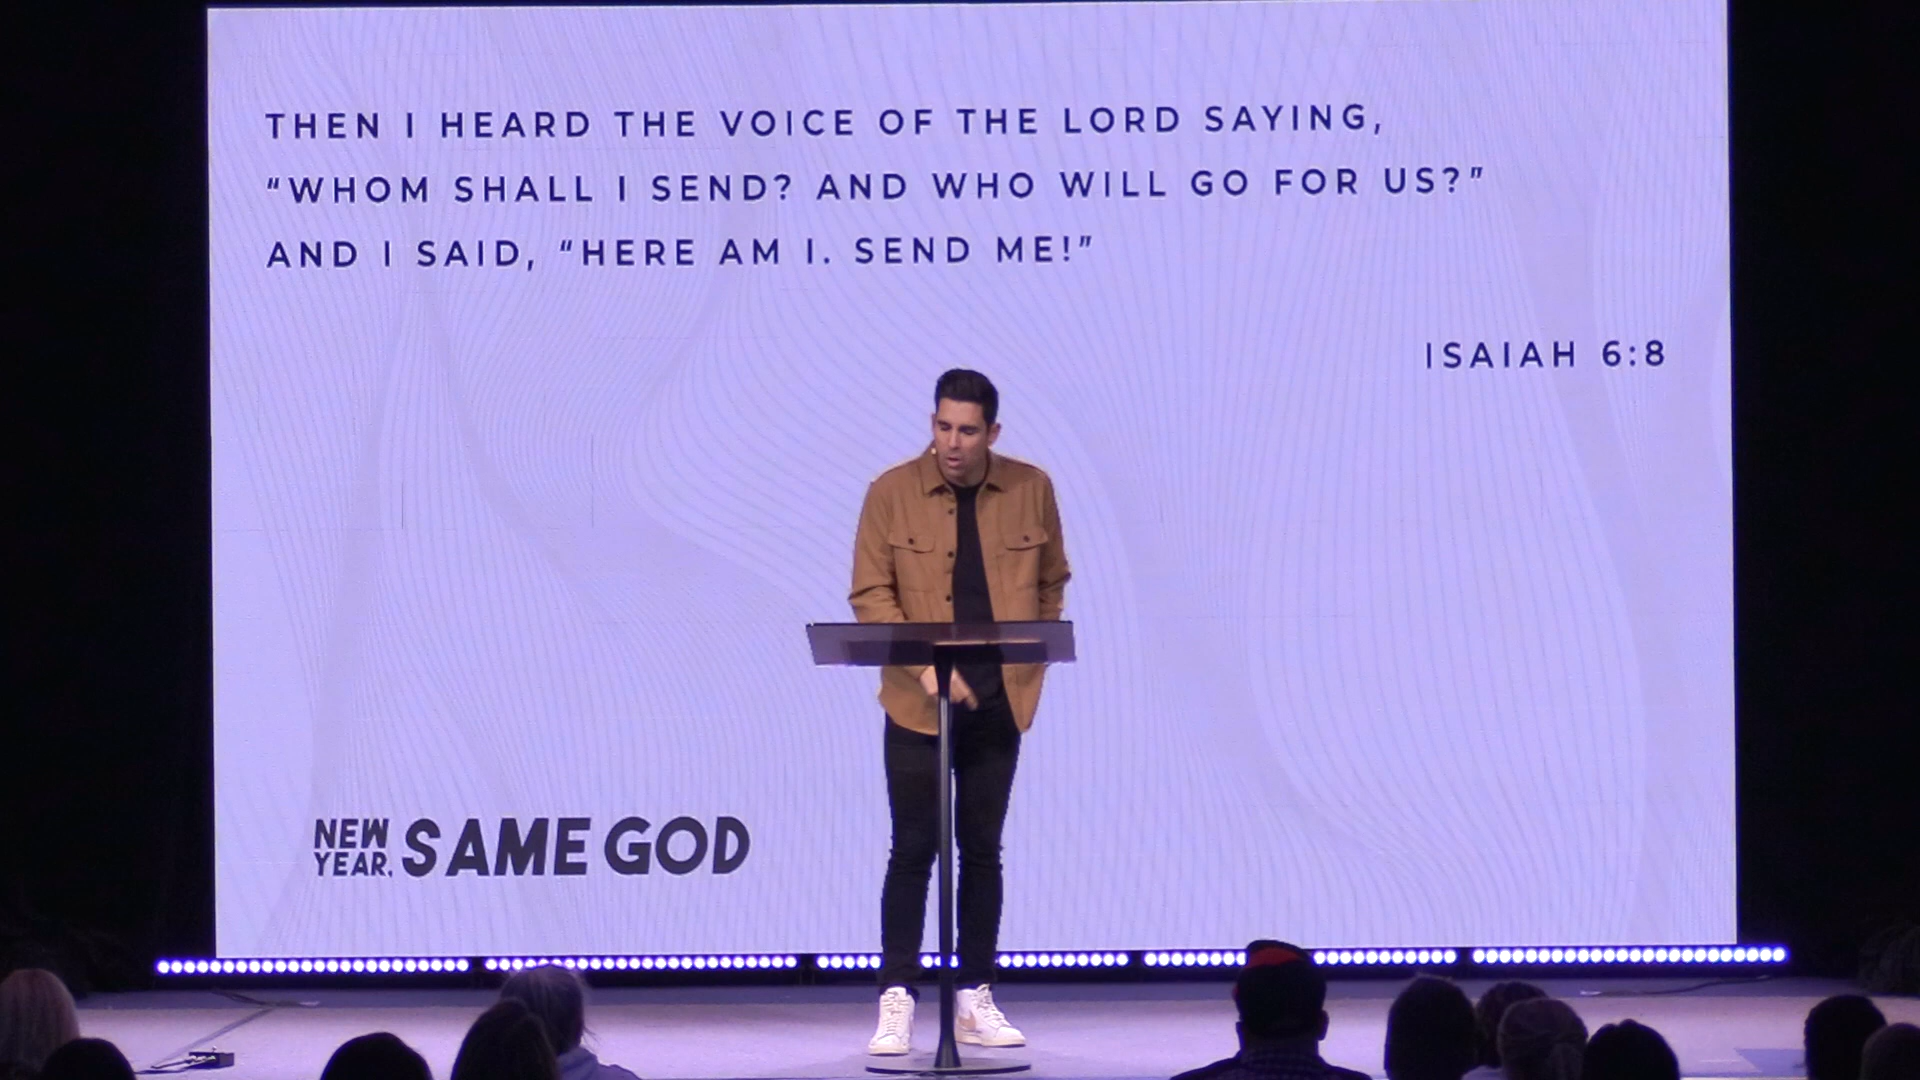 THEN I HEARD THE VOICE OF THE LORD SAYING,
“WHOM SHALL I SEND? AND WHO WILL GO FOR US?”
AND I SAID, “HERE AM I. SEND ME!”
ISAIAH 6:8
NEW
YEAR, SAME GOD